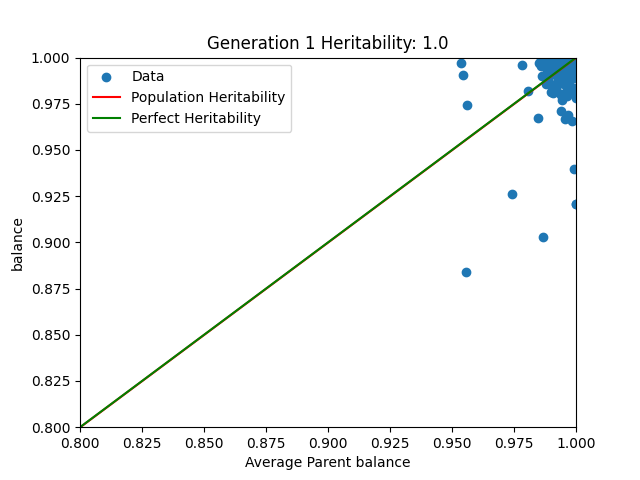 Generation 1 Heritability: 1.0
Data
Population Heritability
Perfect Heritability
balance
1.000
0.975
0.950
0.925
0.900
0.875
0.850
0.825
0.800
0.800 0.825 0.850 0.875 0.900 0.925 0.950 0.975 1.000
Average Parent balance